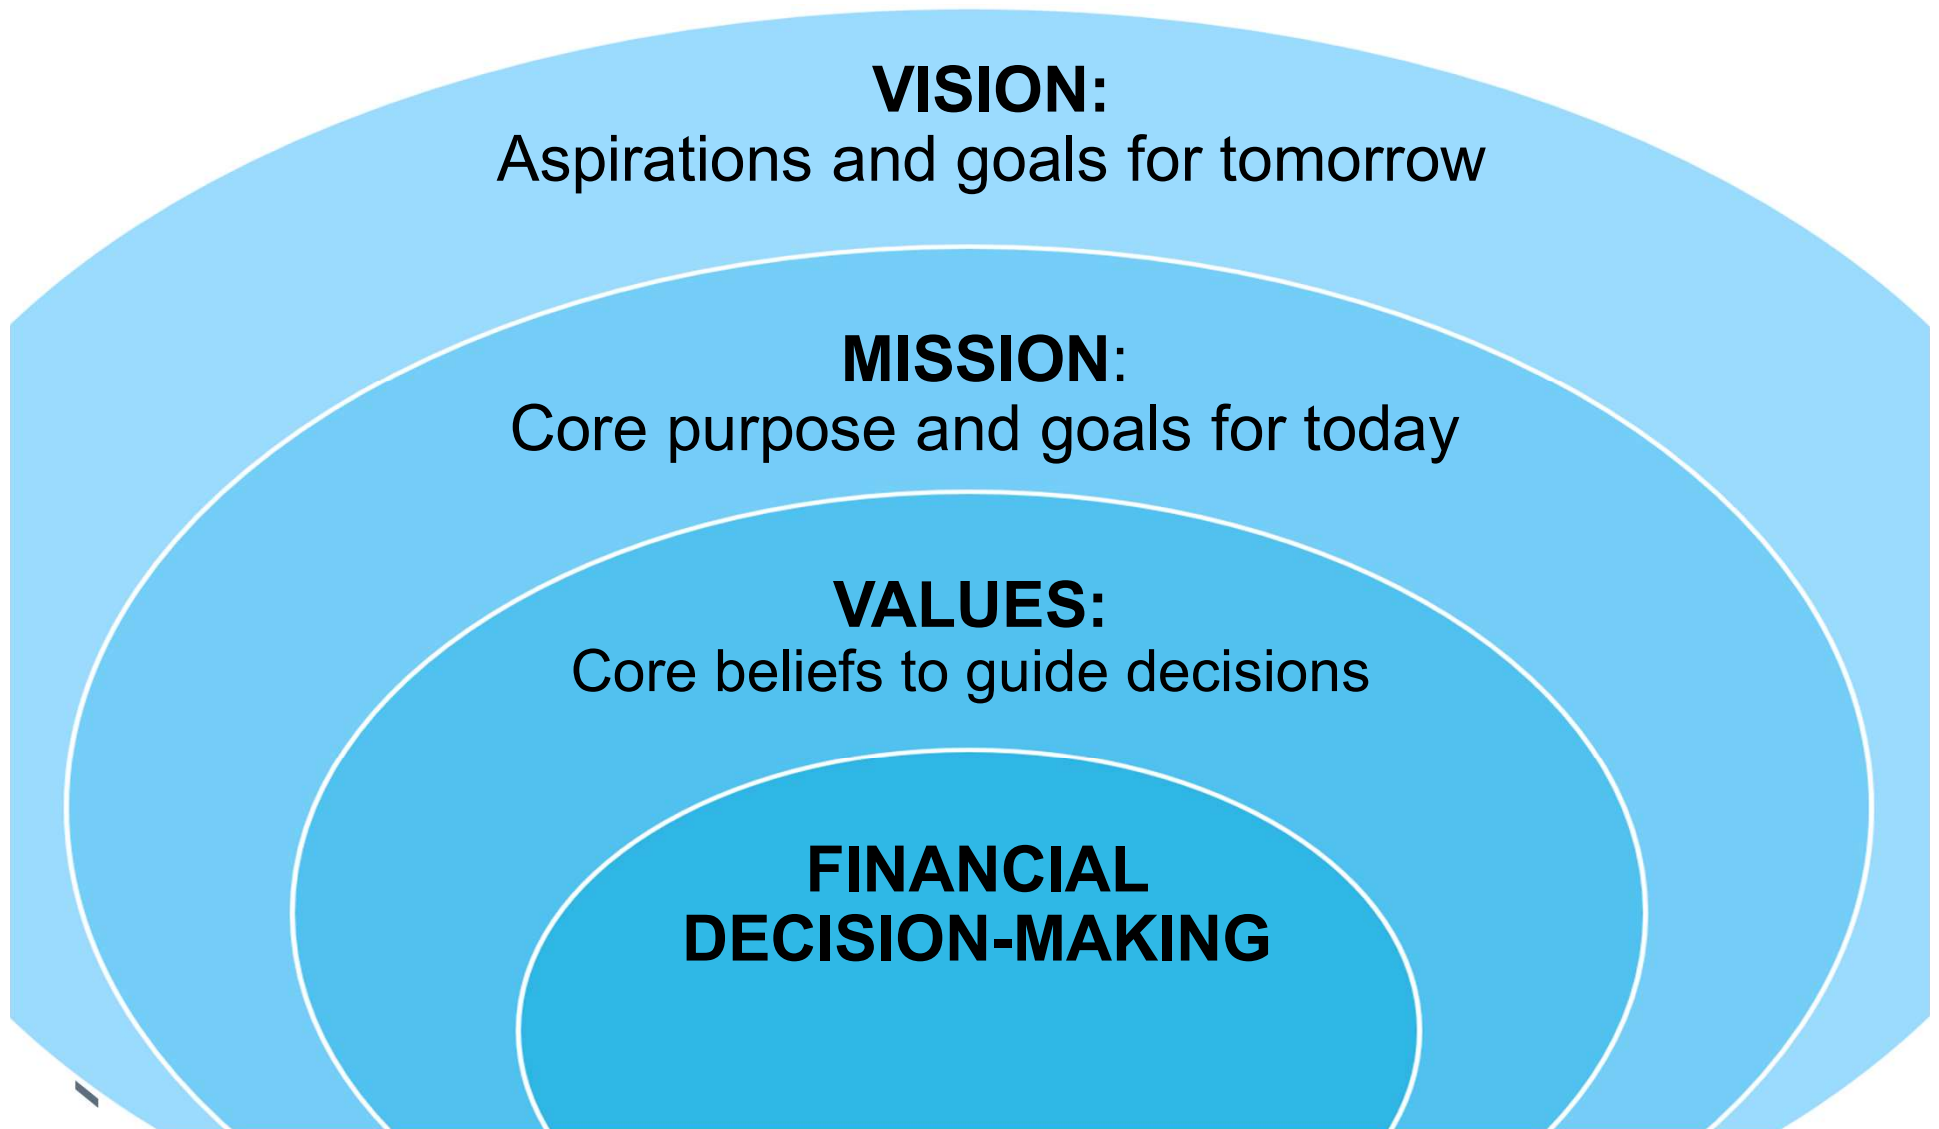 VISION:
Aspirations and goals for tomorrow
MISSION:
Core purpose and goals for today
VALUES:
Core beliefs to guide decisions
FINANCIAL
DECISION-MAKING